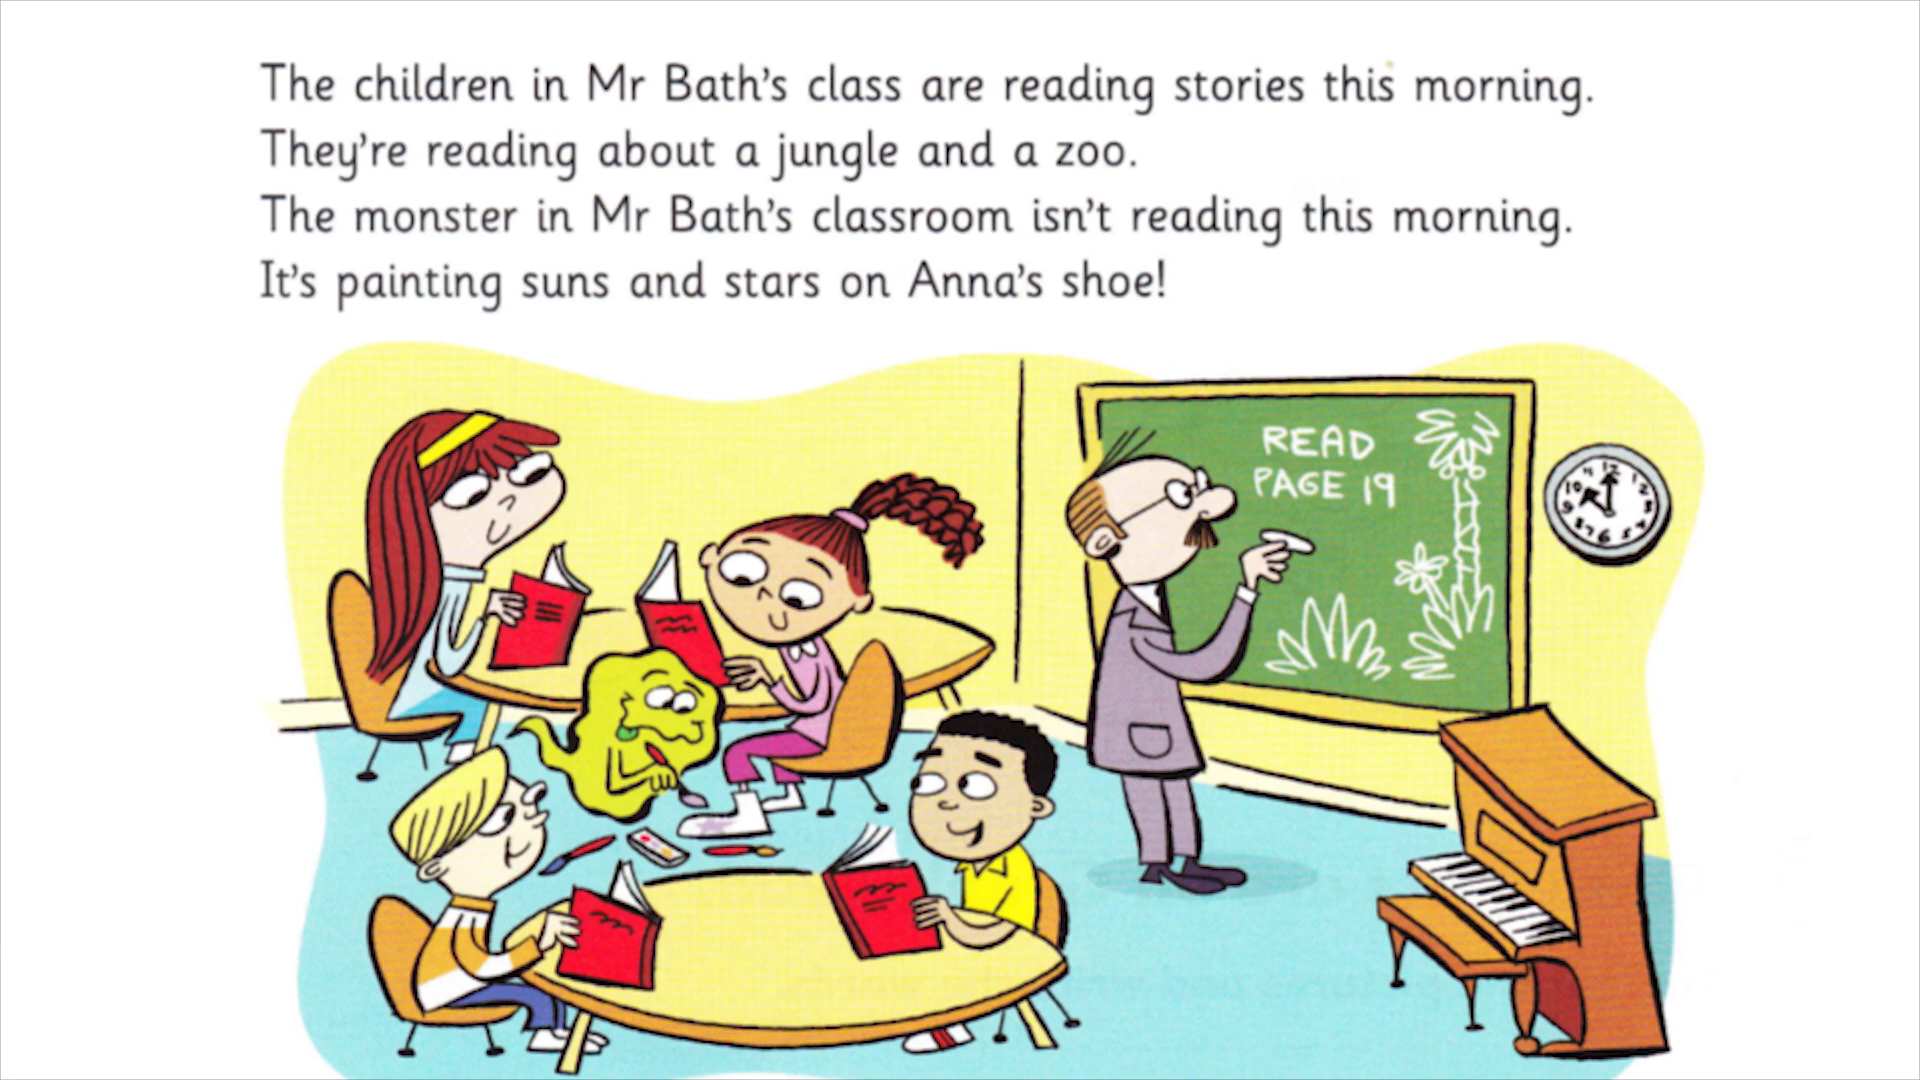 The children in Mr Bath's class are reading stories this morning.
They're reading about a jungle and a zoo.
The monster in Mr Bath's classroom isn't reading this morning.
It's painting suns and stars on Anna's shoe!
READ
PAGE 19